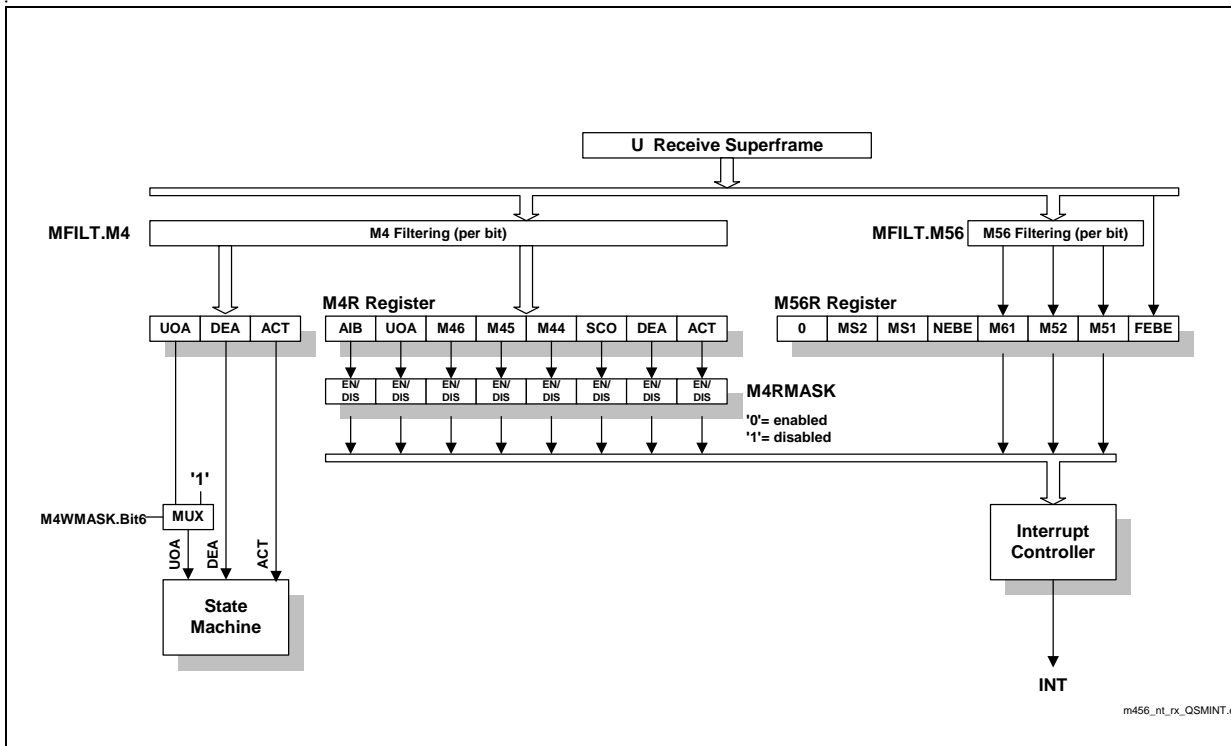 U Receive Superframe
MFILT.M4
M4 Filtering (per bit)
MFILT.M56
M56 Filtering (per bit)
M4R Register
M56R Register
UOA DEA ACT
AIB UOA M46 M45 M44 SCO DEA ACT
0 MS2 MS1 NEBE M61 M52 M51 FEBE
EN/ EN/ EN/ EN/ EN/ EN/ EN/ EN/
DIS DIS DIS DIS DIS DIS DIS DIS
M4RMASK
'0'= enabled
'1'= disabled
'1'
M4WMASK.Bit6
MUX
UOA
DEA
ACT
Interrupt
Controller
State
Machine
INT